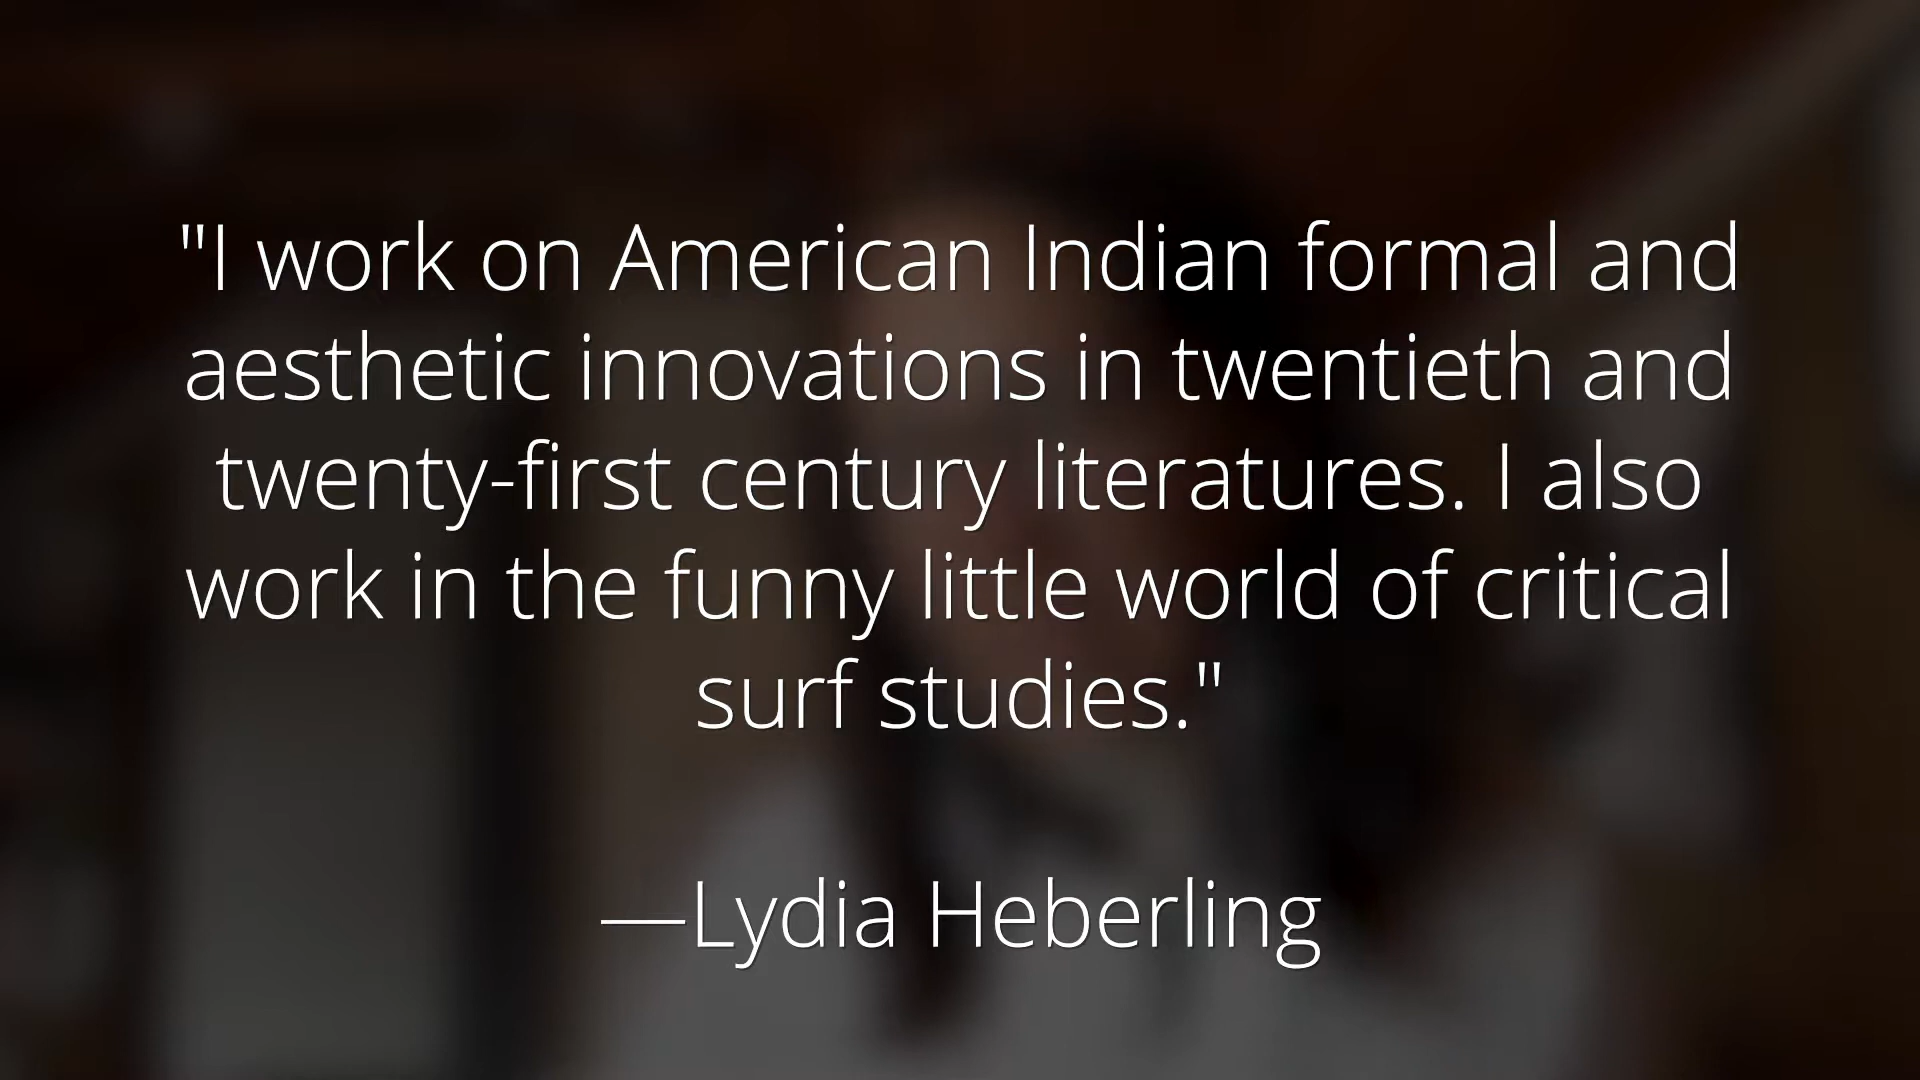 "I work on American Indian formal and
aesthetic innovations in twentieth and
twenty-first century literatures. I also
work in the funny little world of critical
surf studies."
—Lydia Heberling